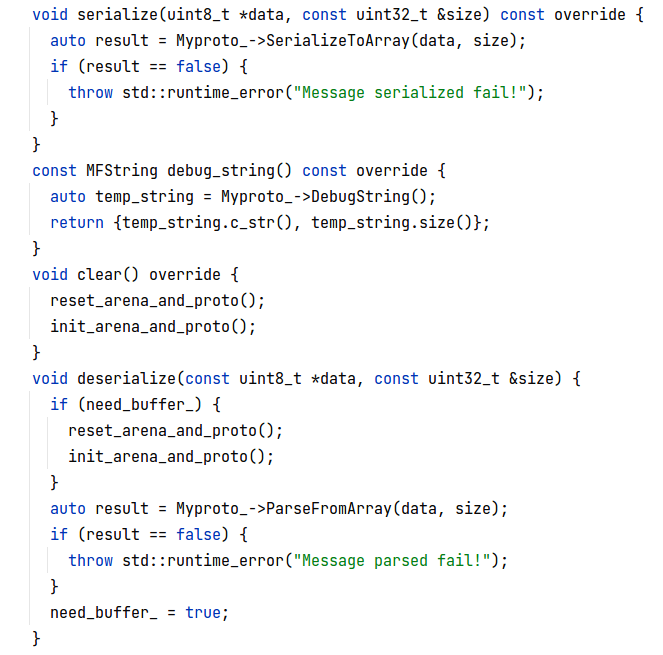 void serialize(uint8_t *data, const uint32_t &size) const override {
  auto result = Myproto_->SerializeToArray(data, size);
  if (result == false) {
    throw std::runtime_error("Message serialized fail!");
  }
}
const MFString debug_string() const override {
  auto temp_string = Myproto_->DebugString();
  return {temp_string.c_str(), temp_string.size()};
}
void clear() override {
  reset_arena_and_proto();
  init_arena_and_proto();
}
void deserialize(const uint8_t *data, const uint32_t &size) {
  if (need_buffer_) {
    reset_arena_and_proto();
    init_arena_and_proto();
  }
  auto result = Myproto_->ParseFromArray(data, size);
  if (result == false) {
    throw std::runtime_error("Message parsed fail!");
  }
  need_buffer_ = true;
}